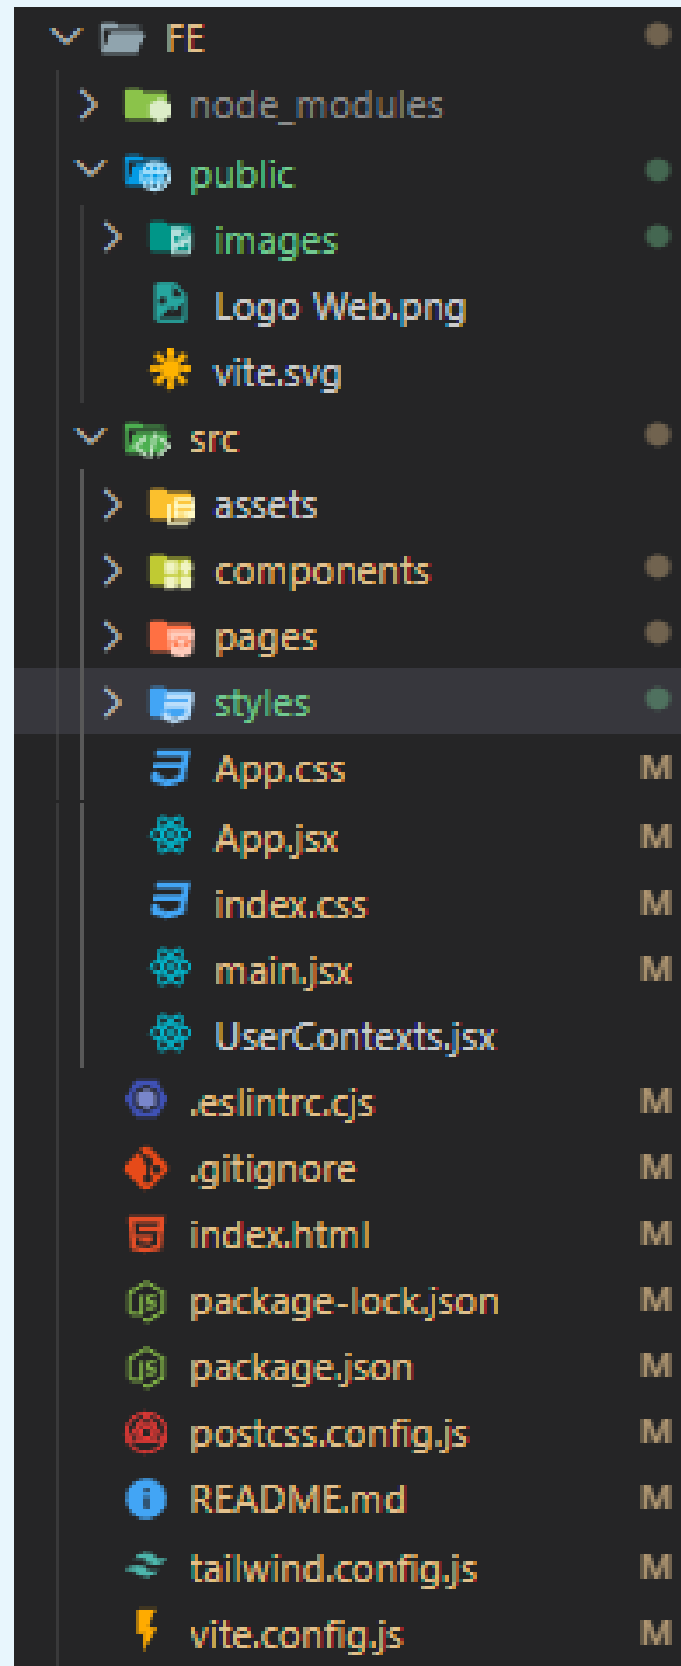 FE
node_modules
public
images
Logo Web.png
vite.svg
src
assets
components
pages
styles
App.css M
App.jsx M
index.css M
main.jsx M
UserContexts.jsx
.eslintrc.cjs M
.gitignore M
index.html M
package-lock.json M
package.json M
postcss.config.js M
README.md M
tailwind.config.js M
vite.config.js M